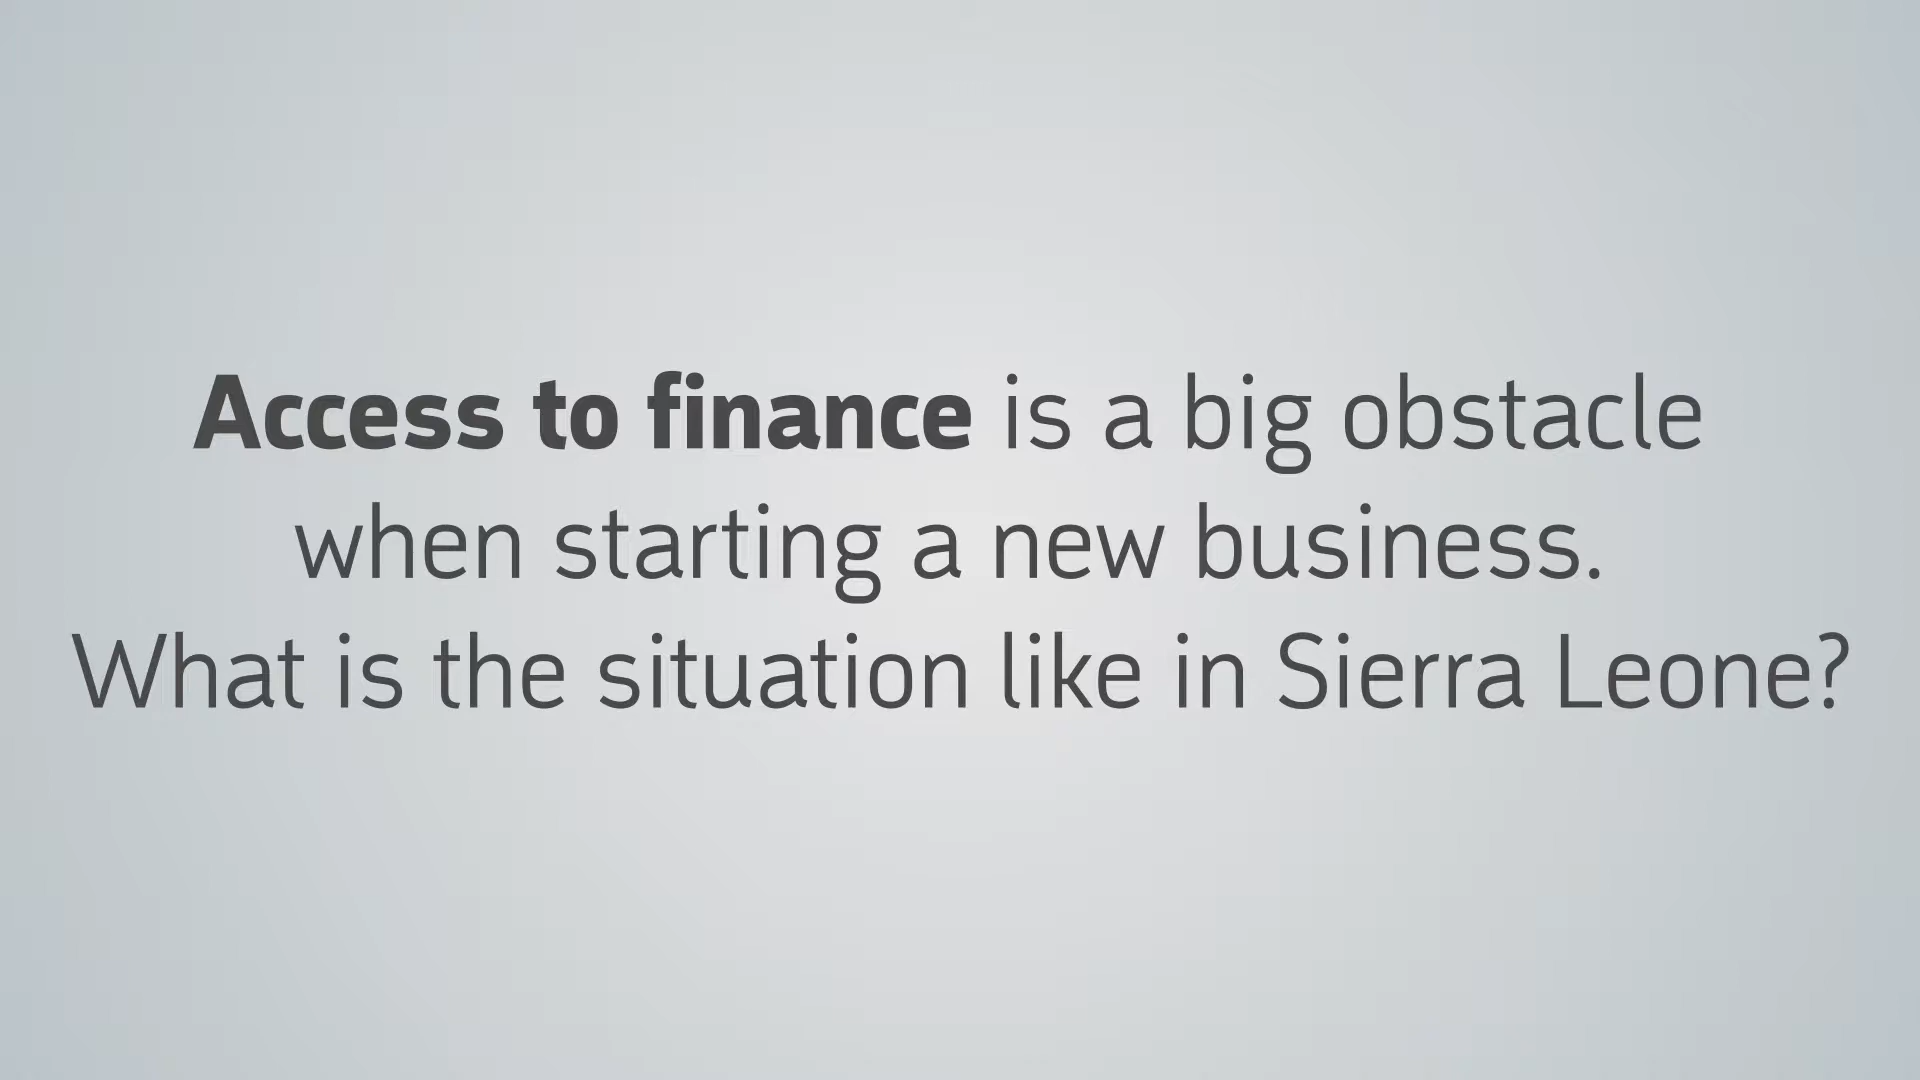 Access to finance is a big obstacle
when starting a new business.
What is the situation like in Sierra Leone?